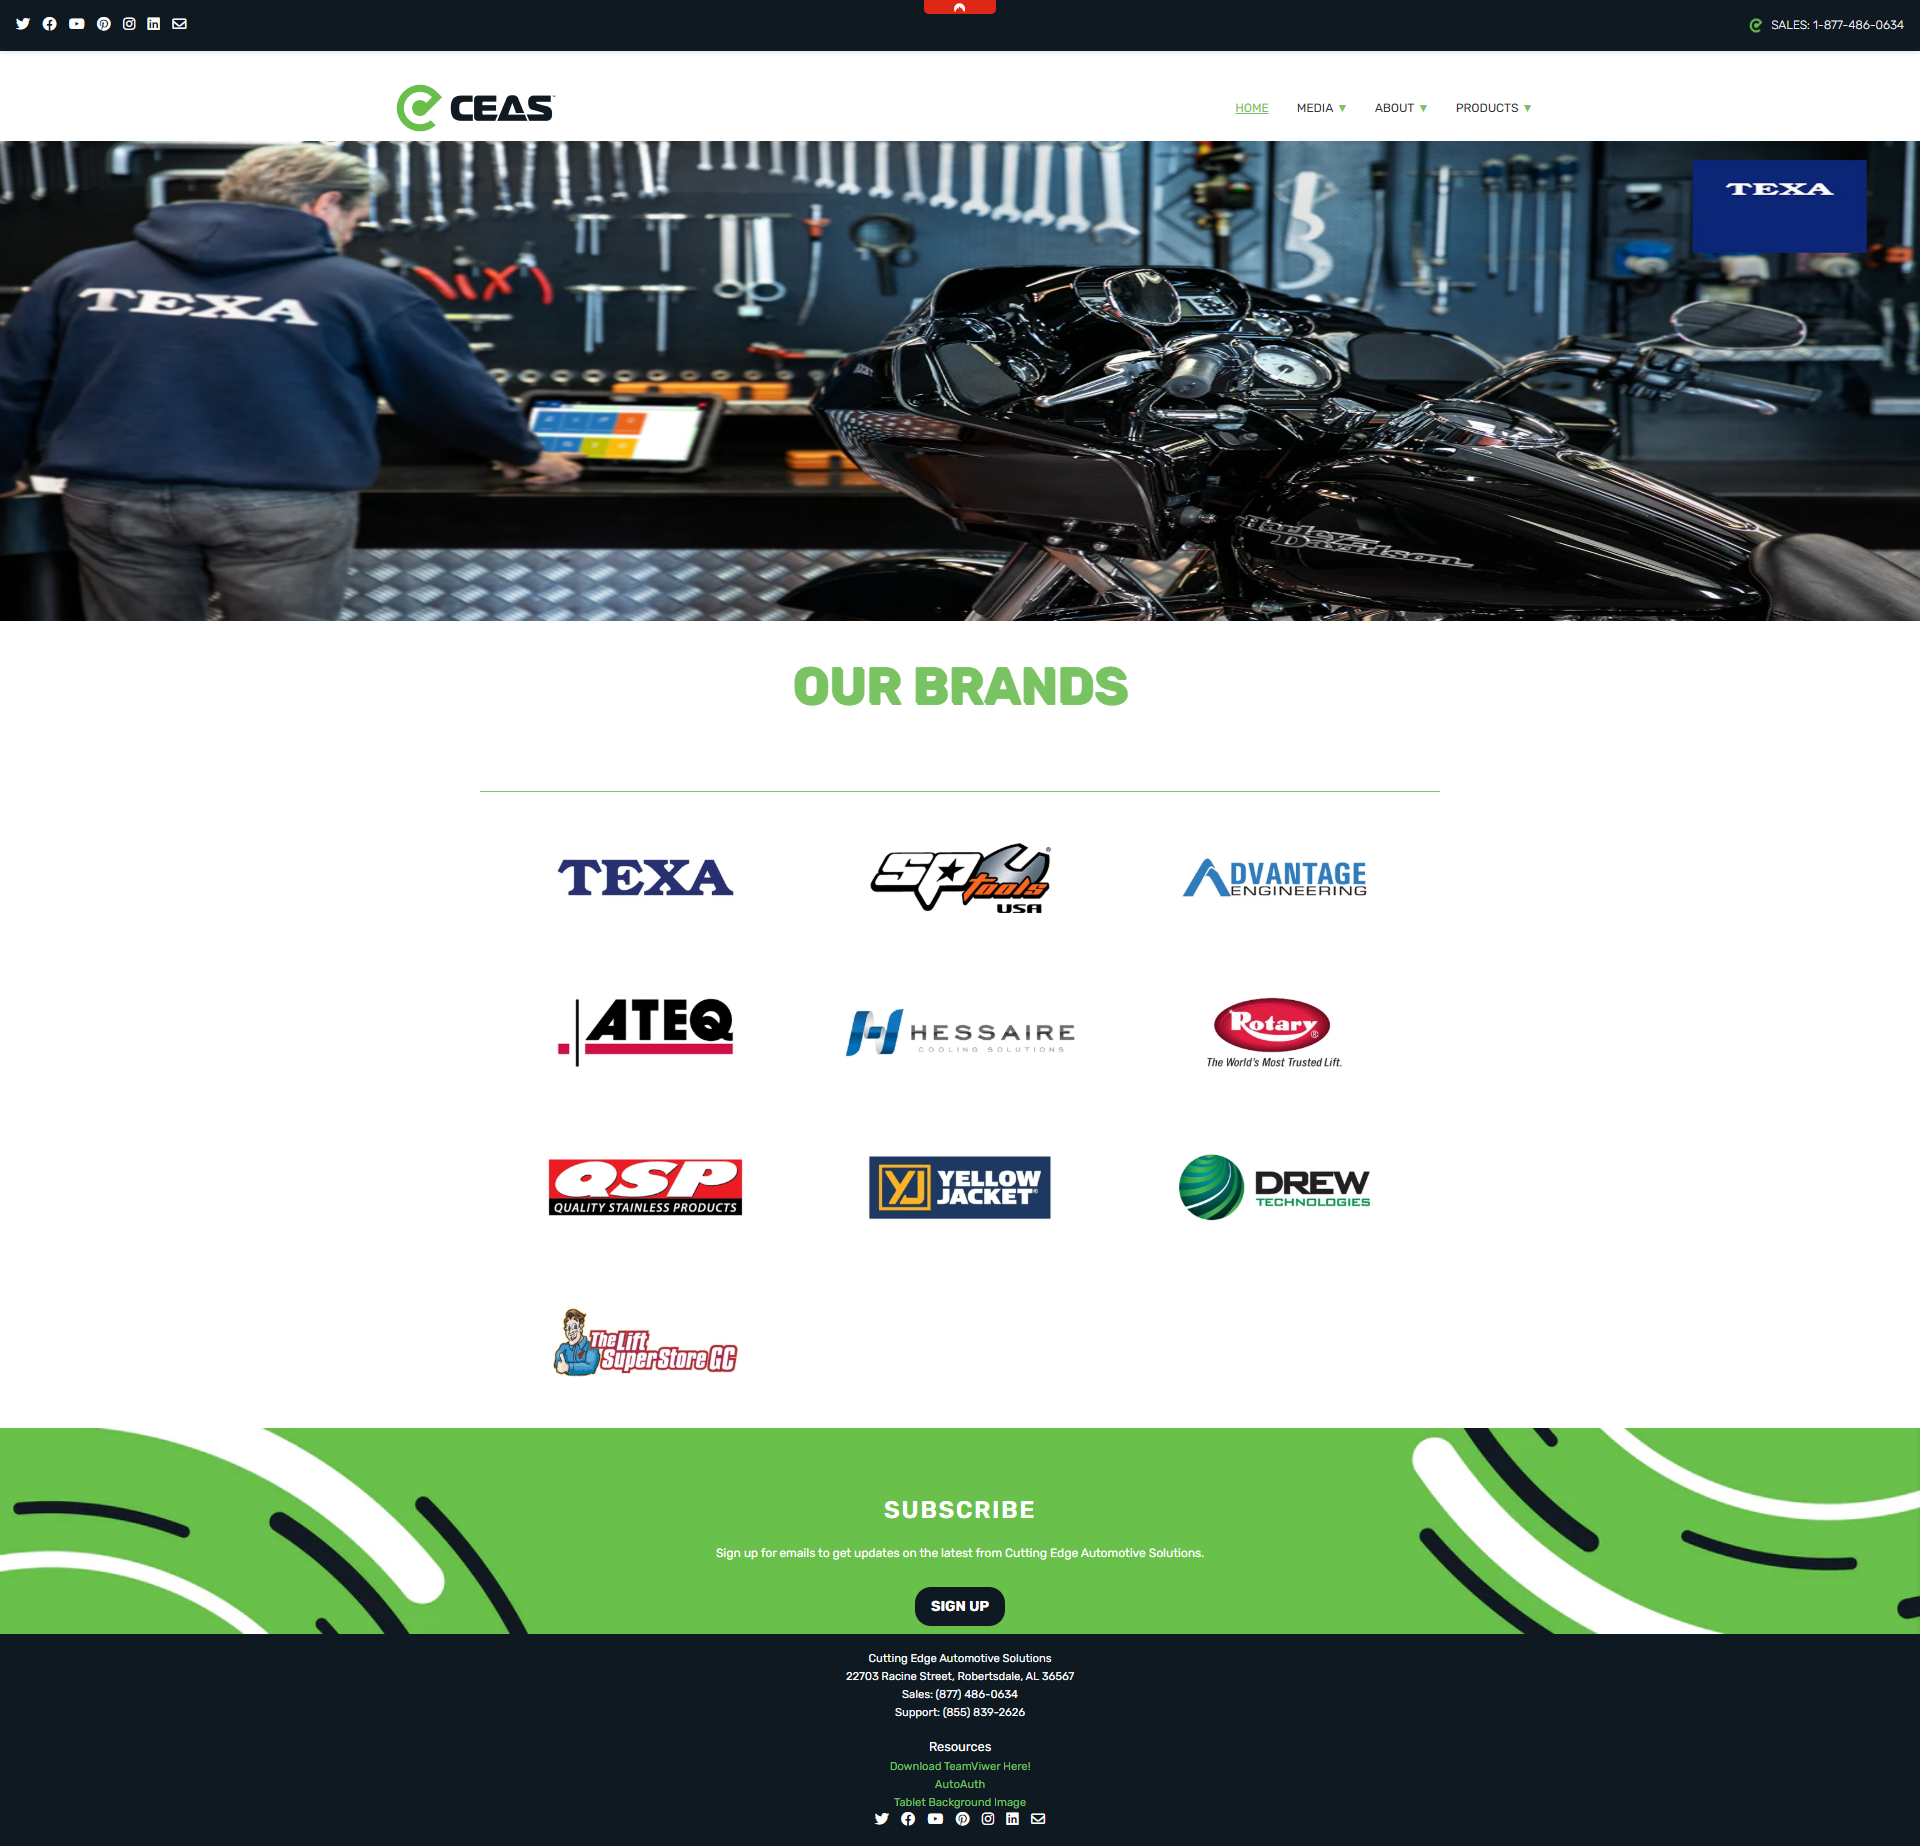 SALES: 1-877-486-0634
CEAS
HOME MEDIA ▼ ABOUT ▼ PRODUCTS ▼
TEXA
TEXA
Harley-Davidson
OUR BRANDS
TEXA
SP tools USA
ADVANTAGE ENGINEERING
ATEQ
HESSAIRE
COOLING SOLUTIONS
Rotary
The World's Most Trusted Lift.
QSP
QUALITY STAINLESS PRODUCTS
YJ YELLOW JACKET
DREW TECHNOLOGIES
The Lift SuperStore GC
SUBSCRIBE
Sign up for emails to get updates on the latest from Cutting Edge Automotive Solutions.
SIGN UP
Cutting Edge Automotive Solutions
22703 Racine Street, Robertsdale, AL 36567
Sales: (877) 486-0634
Support: (855) 839-2626
Resources
Download TeamViwer Here!
AutoAuth
Tablet Background Image